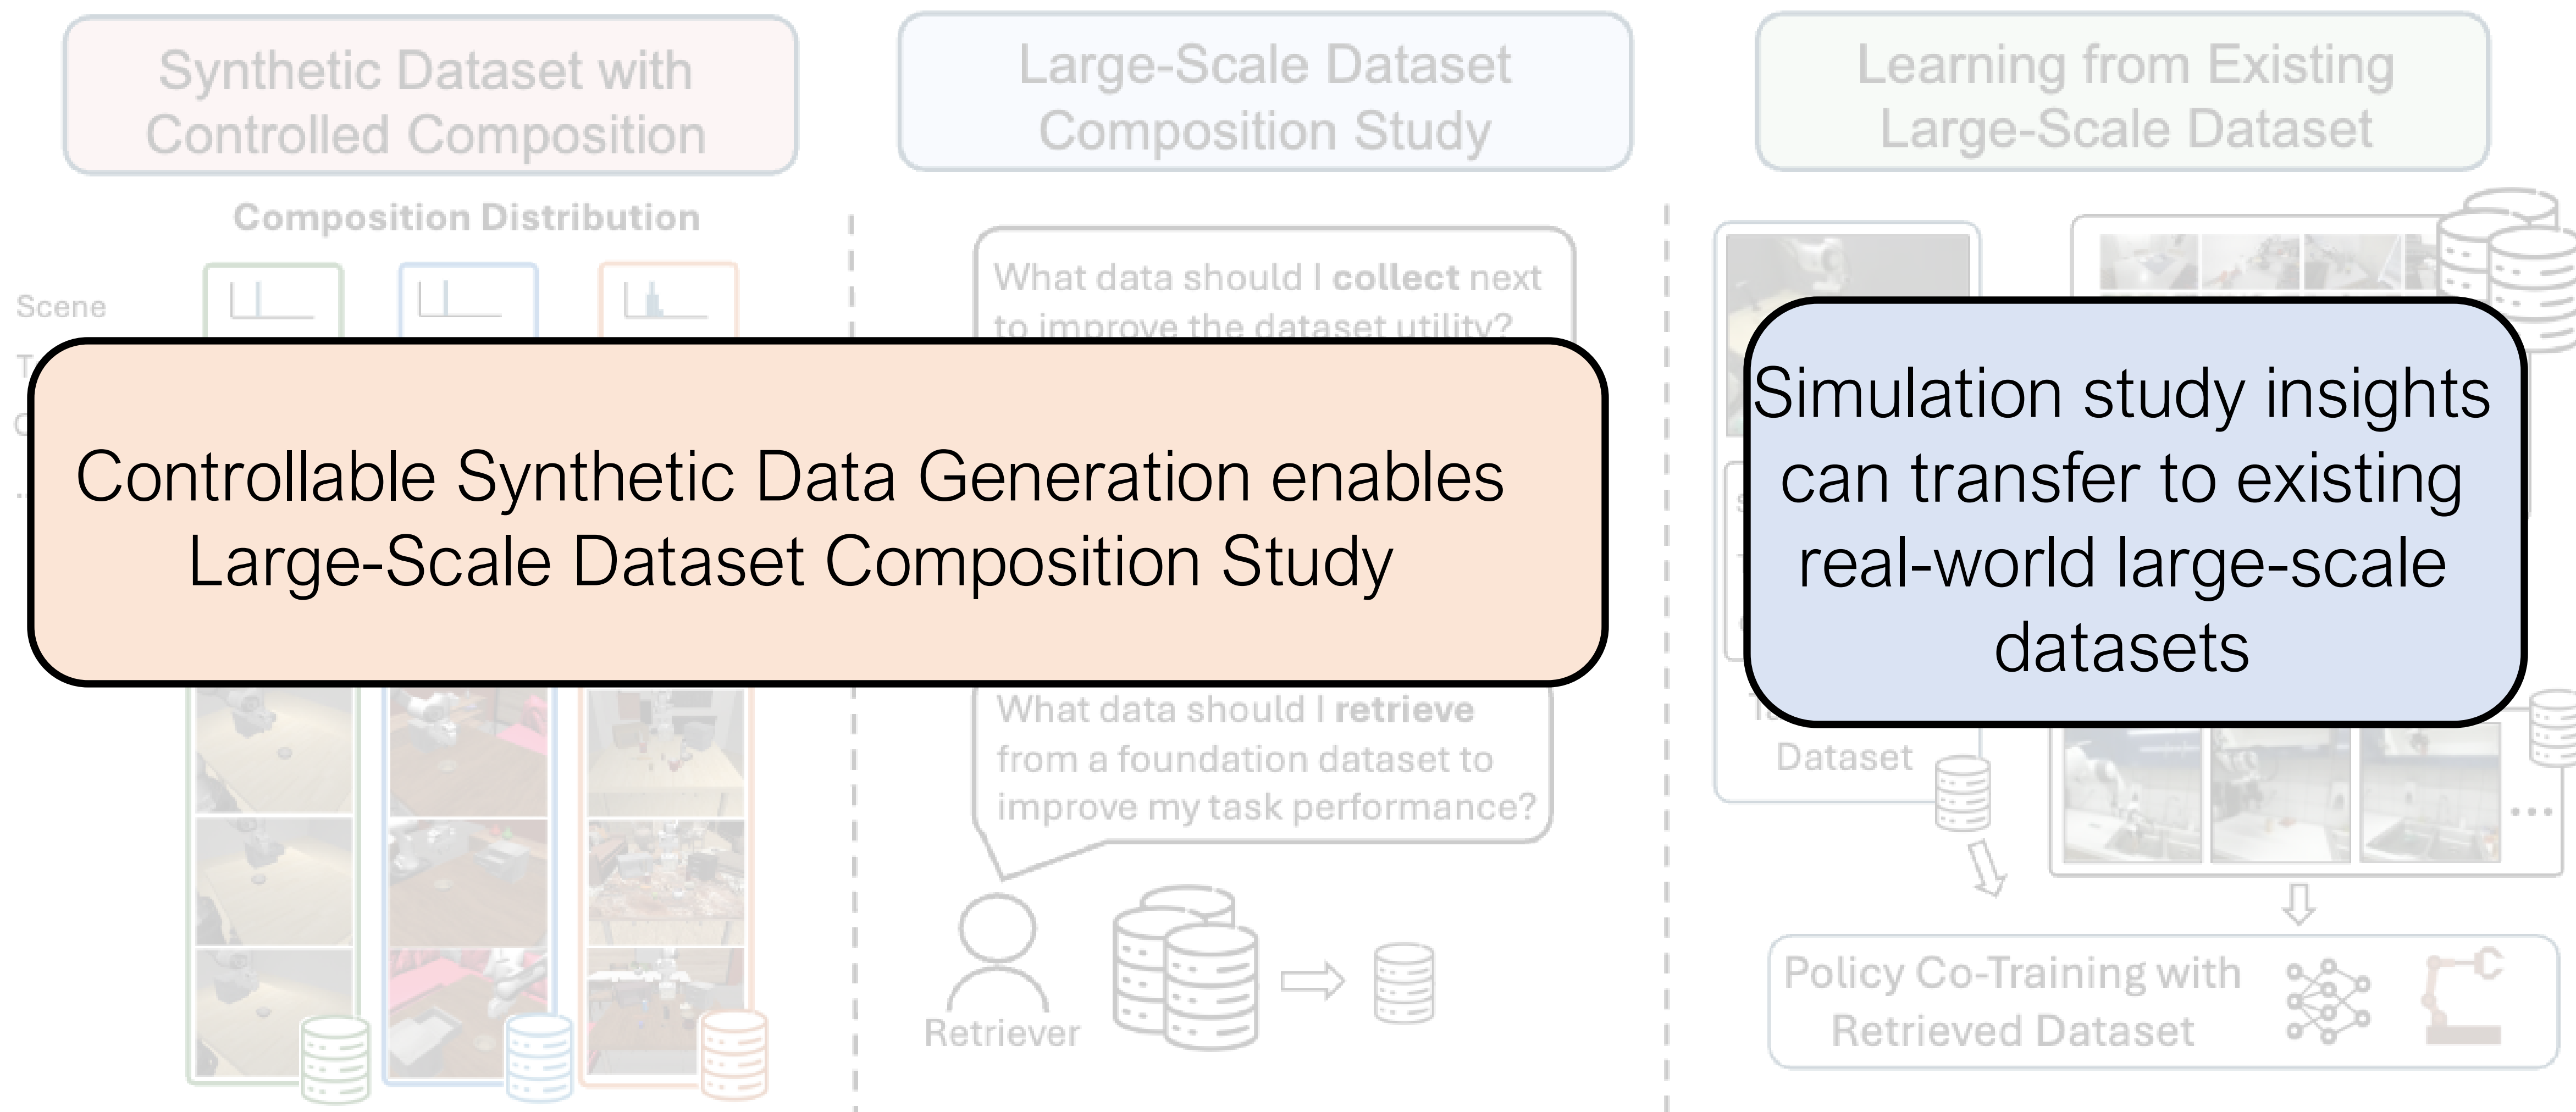 Synthetic Dataset with
Controlled Composition
Large-Scale Dataset
Composition Study
Learning from Existing
Large-Scale Dataset
Composition Distribution
Scene
What data should I collect next
to improve the dataset utility?
Controllable Synthetic Data Generation enables
Large-Scale Dataset Composition Study
Simulation study insights
can transfer to existing
real-world large-scale
datasets
What data should I retrieve
from a foundation dataset to
improve my task performance?
Retriever
Dataset
...
Policy Co-Training with
Retrieved Dataset